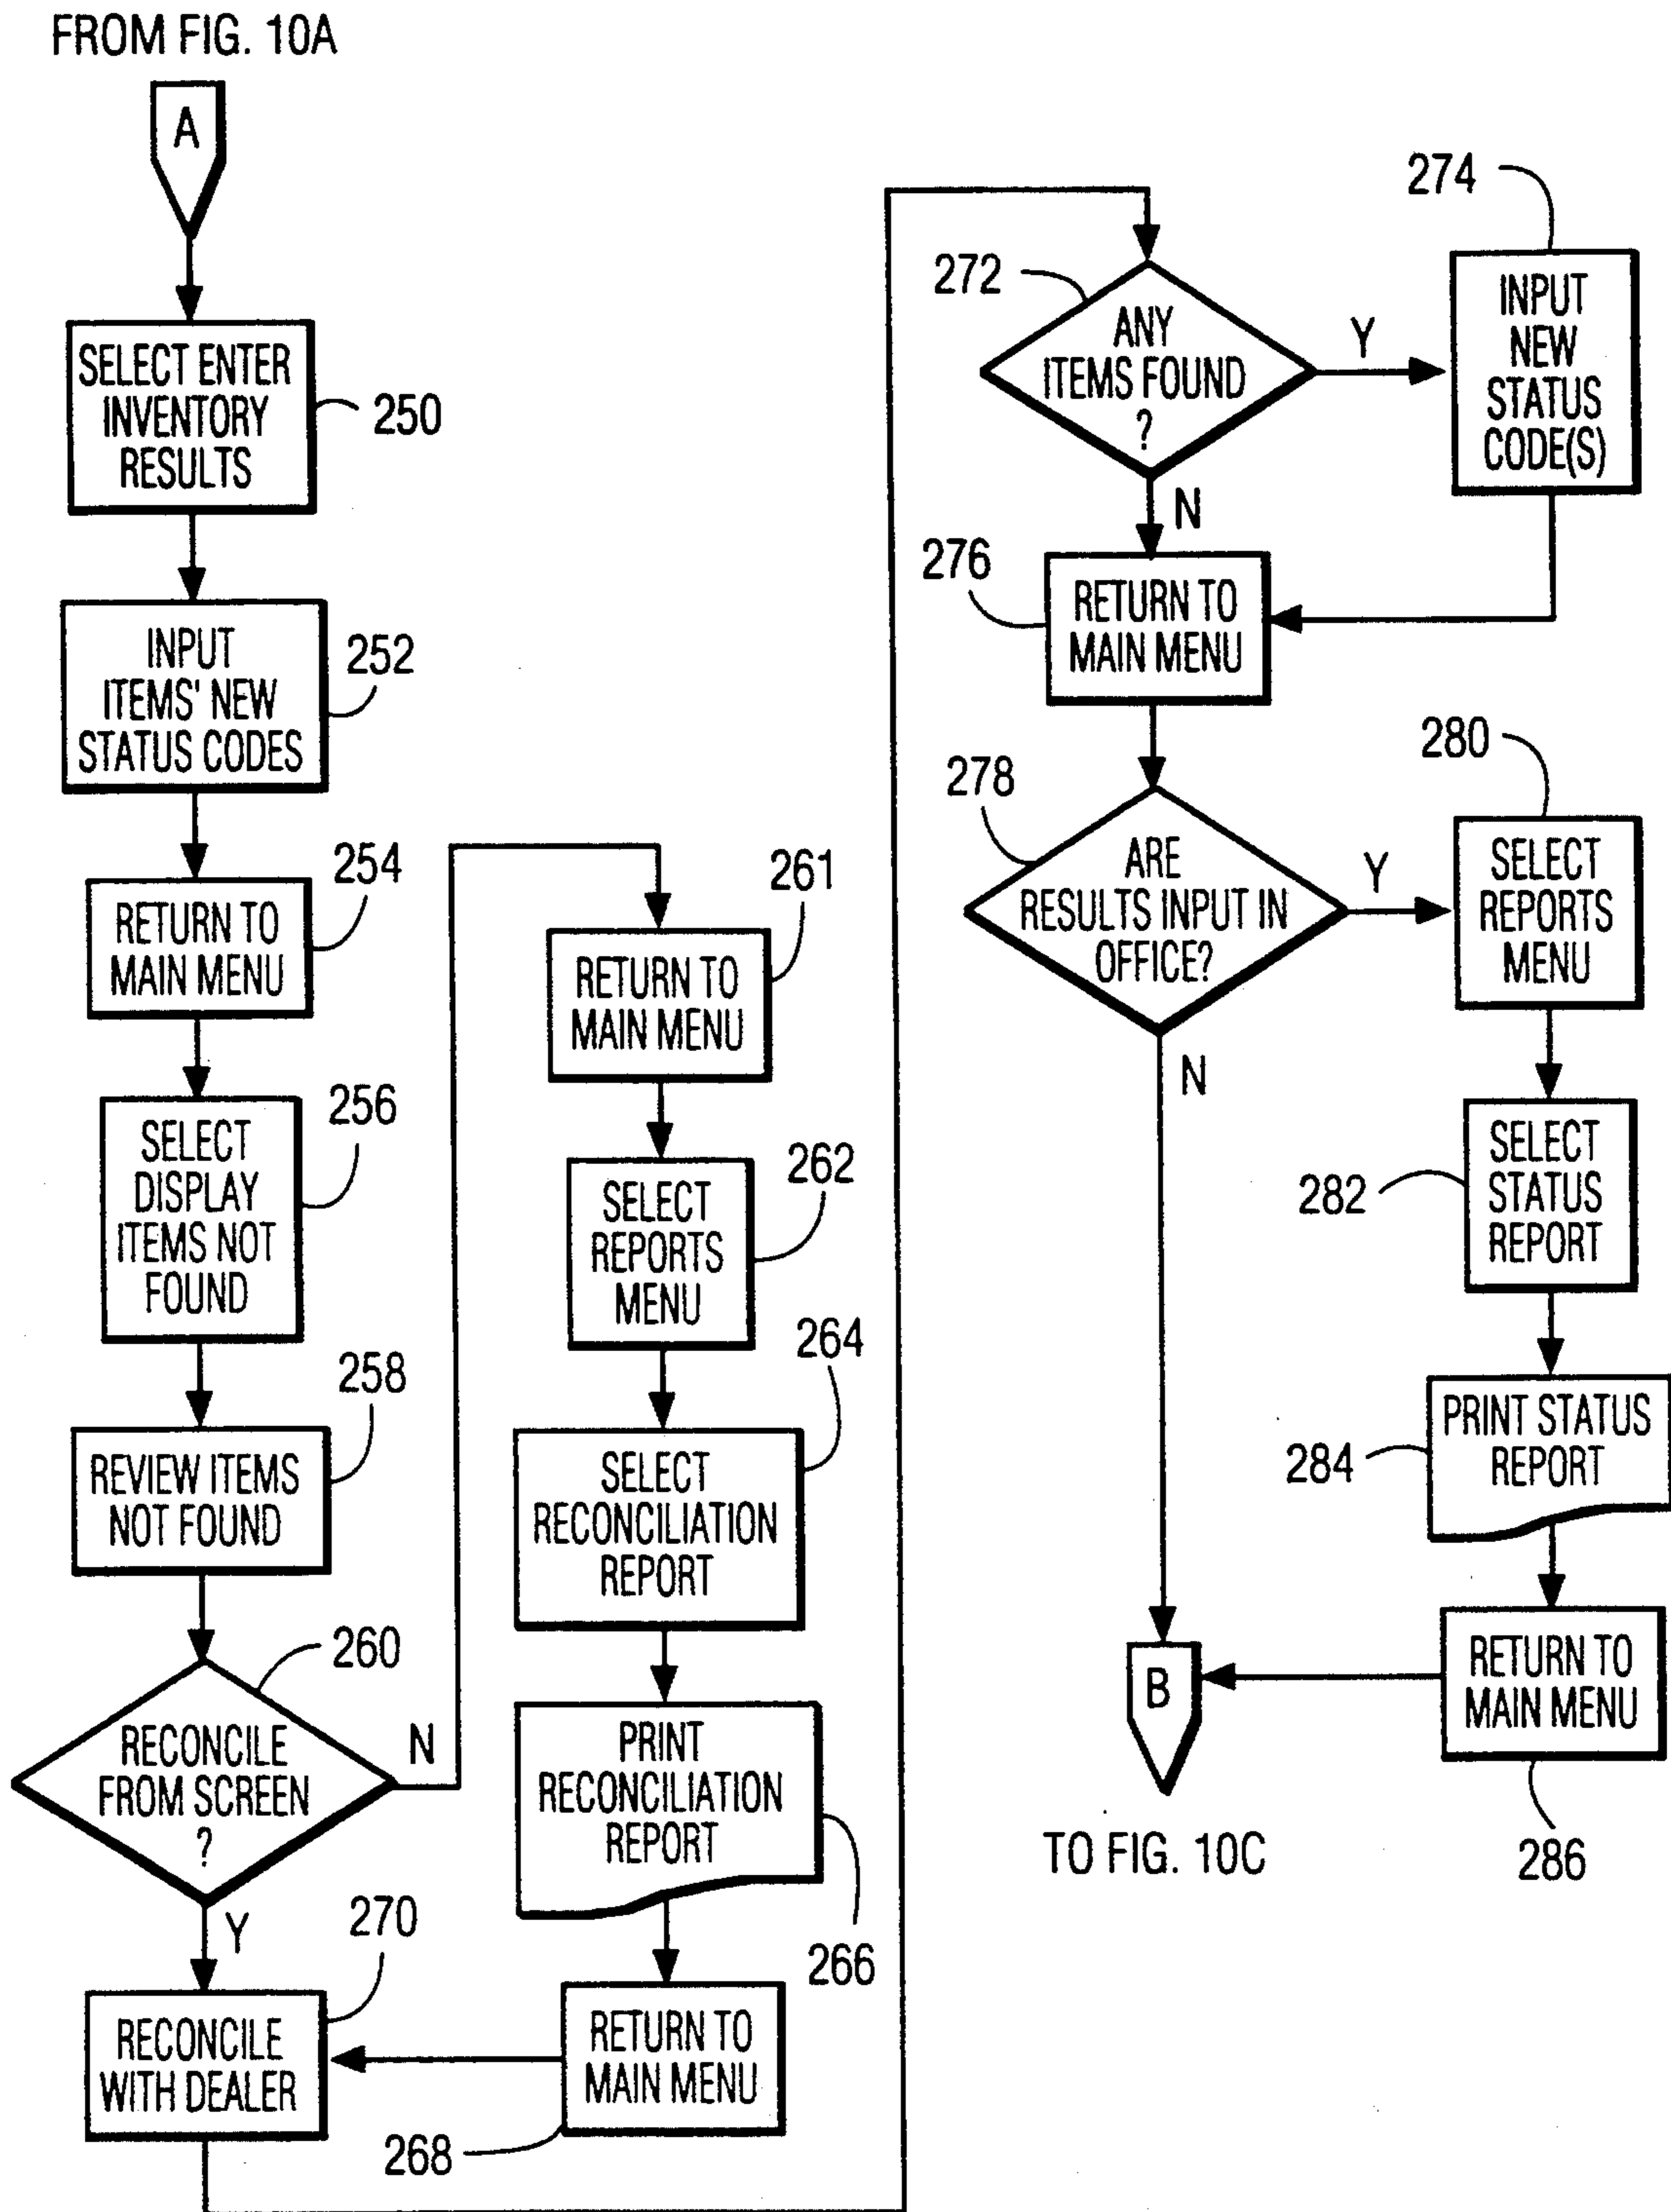 FROM FIG. 10A
A
SELECT ENTER
INVENTORY
RESULTS
250
INPUT
ITEMS' NEW
STATUS CODES
252
RETURN TO
MAIN MENU
254
SELECT
DISPLAY
ITEMS NOT
FOUND
256
REVIEW ITEMS
NOT FOUND
258
RECONCILE
FROM SCREEN
?
260
N
Y
RECONCILE
WITH DEALER
270
RETURN TO
MAIN MENU
261
SELECT
REPORTS
MENU
262
SELECT
RECONCILIATION
REPORT
264
PRINT
RECONCILIATION
REPORT
266
RETURN TO
MAIN MENU
268
272
ANY
ITEMS FOUND
?
Y
N
274
INPUT
NEW
STATUS
CODE(S)
276
RETURN TO
MAIN MENU
278
ARE
RESULTS INPUT IN
OFFICE?
Y
N
280
SELECT
REPORTS
MENU
282
SELECT
STATUS
REPORT
284
PRINT STATUS
REPORT
RETURN TO
MAIN MENU
286
B
TO FIG. 10C